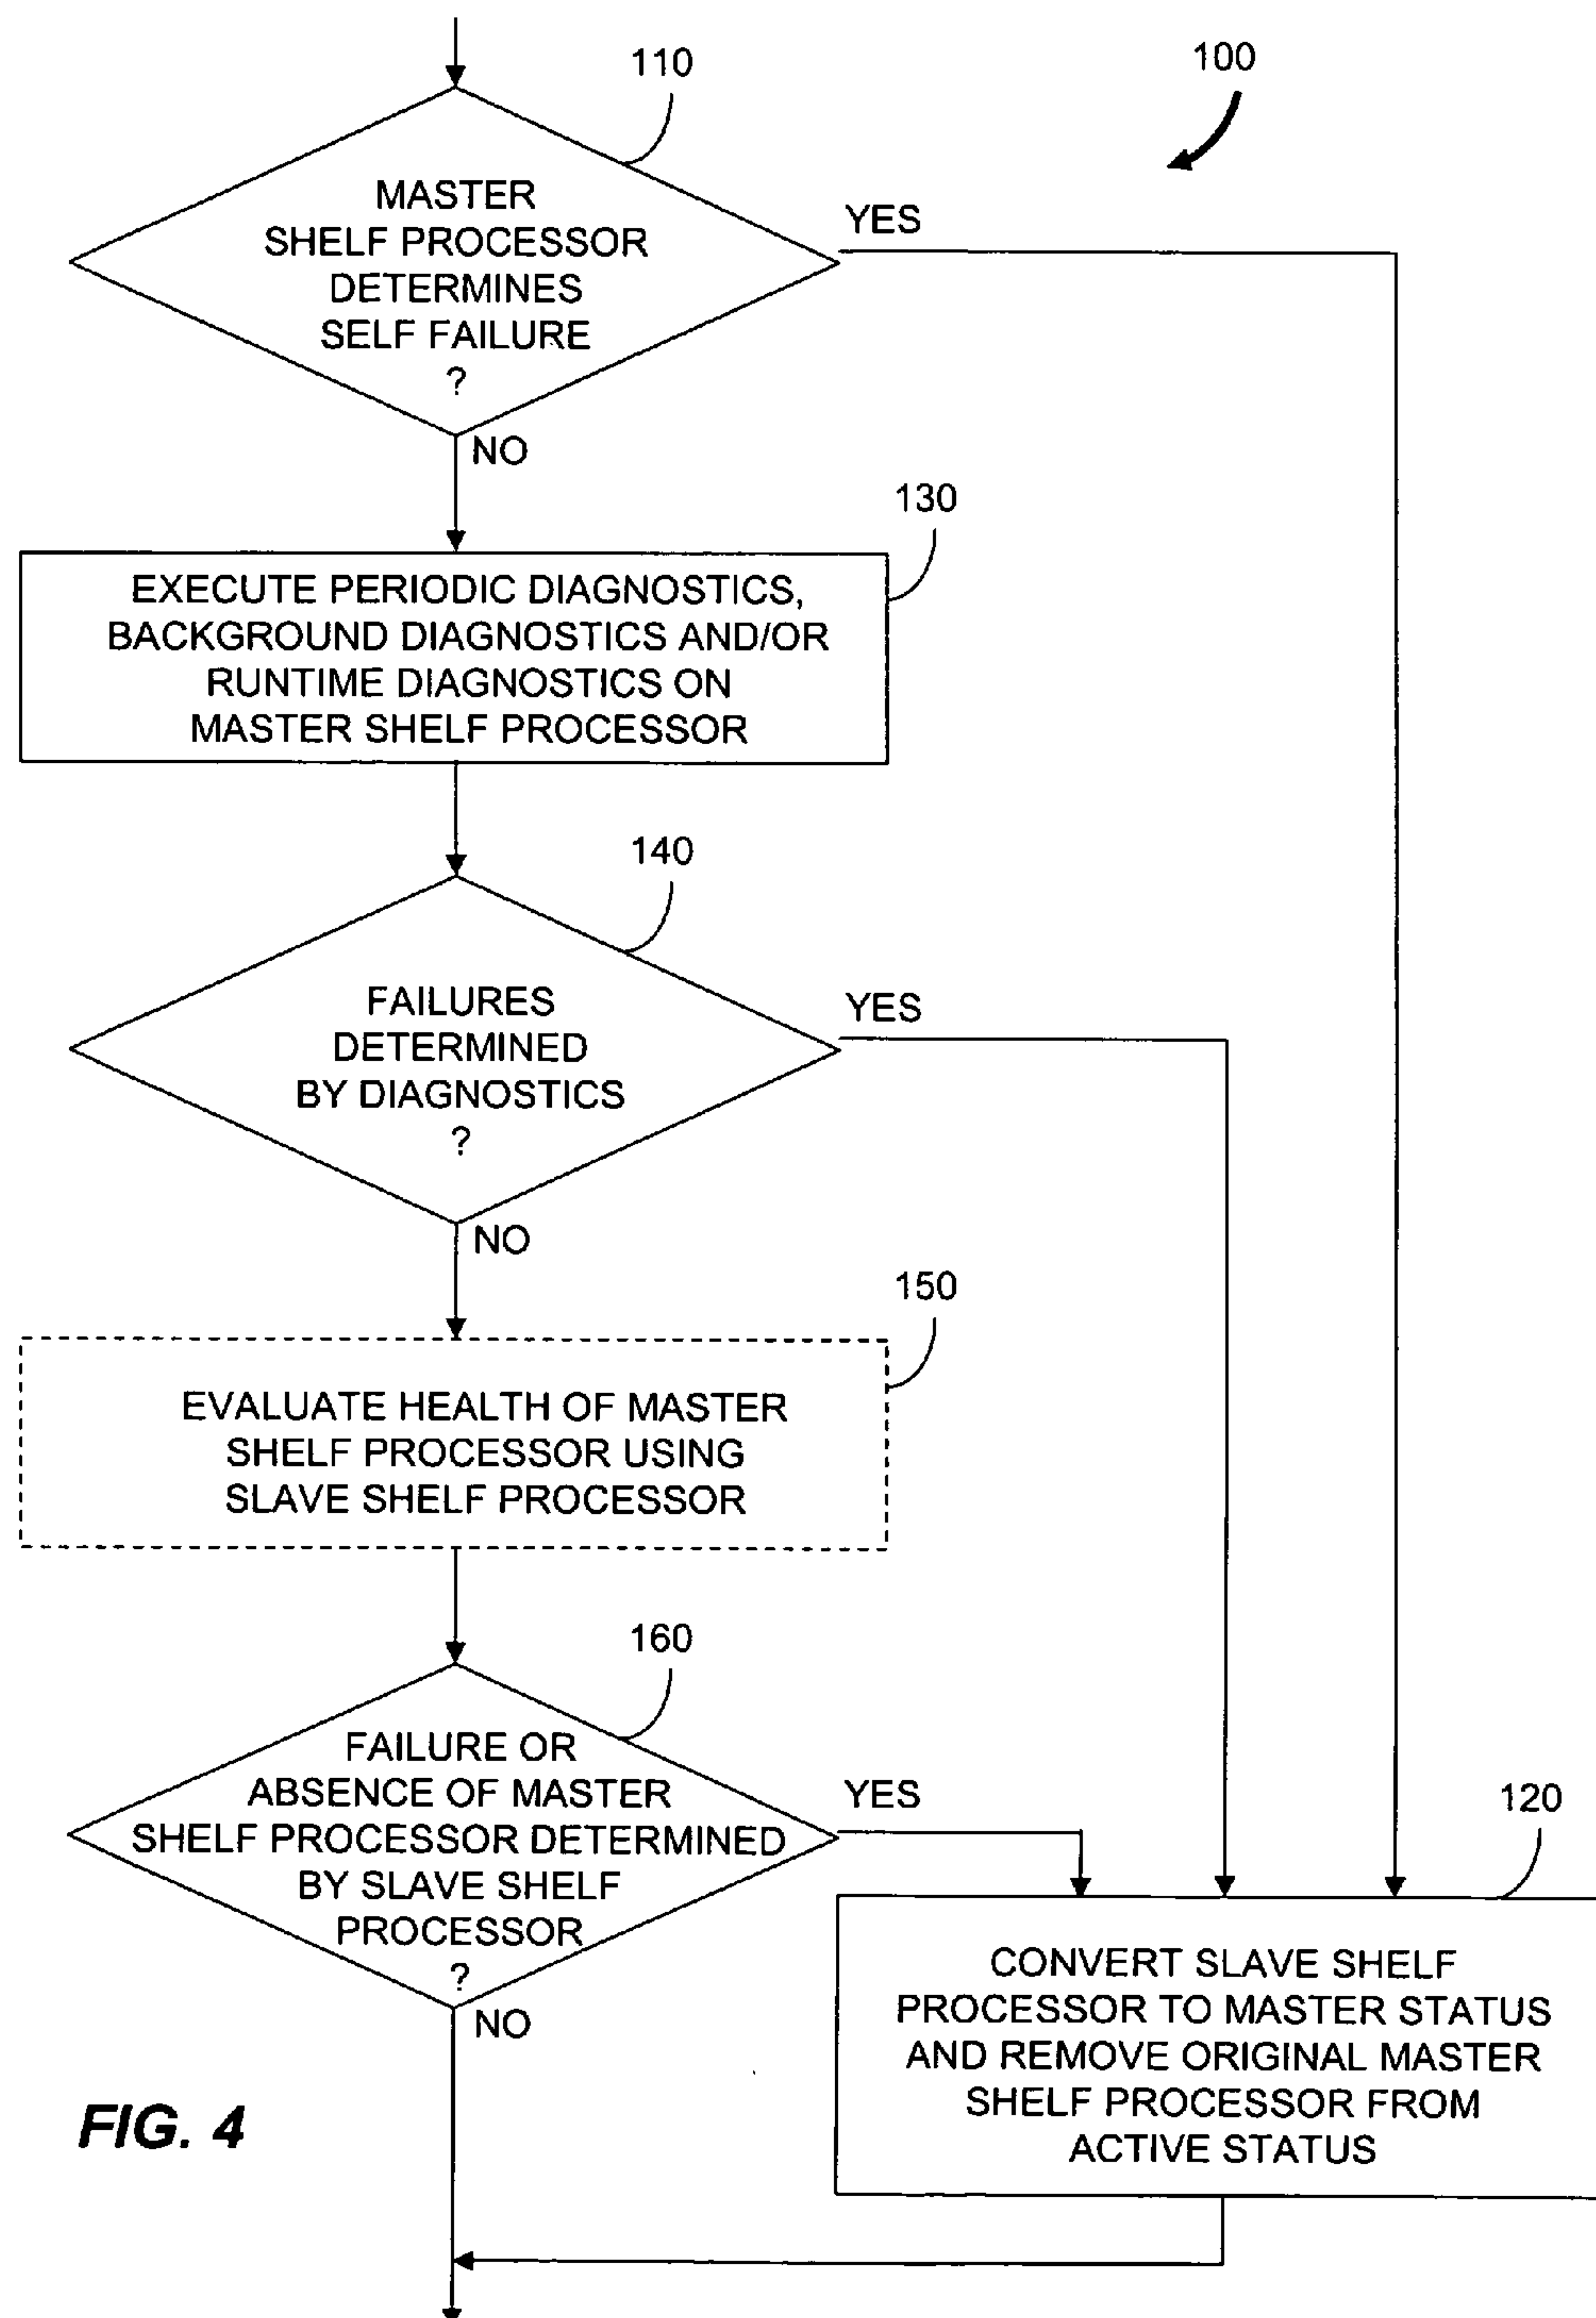 110
100
MASTER
SHELF PROCESSOR
DETERMINES
SELF FAILURE
?
YES
NO
130
EXECUTE PERIODIC DIAGNOSTICS,
BACKGROUND DIAGNOSTICS AND/OR
RUNTIME DIAGNOSTICS ON
MASTER SHELF PROCESSOR
140
FAILURES
DETERMINED
BY DIAGNOSTICS
?
YES
NO
150
EVALUATE HEALTH OF MASTER
SHELF PROCESSOR USING
SLAVE SHELF PROCESSOR
160
FAILURE OR
ABSENCE OF MASTER
SHELF PROCESSOR DETERMINED
BY SLAVE SHELF
PROCESSOR
?
YES
NO
120
CONVERT SLAVE SHELF
PROCESSOR TO MASTER STATUS
AND REMOVE ORIGINAL MASTER
SHELF PROCESSOR FROM
ACTIVE STATUS
FIG. 4